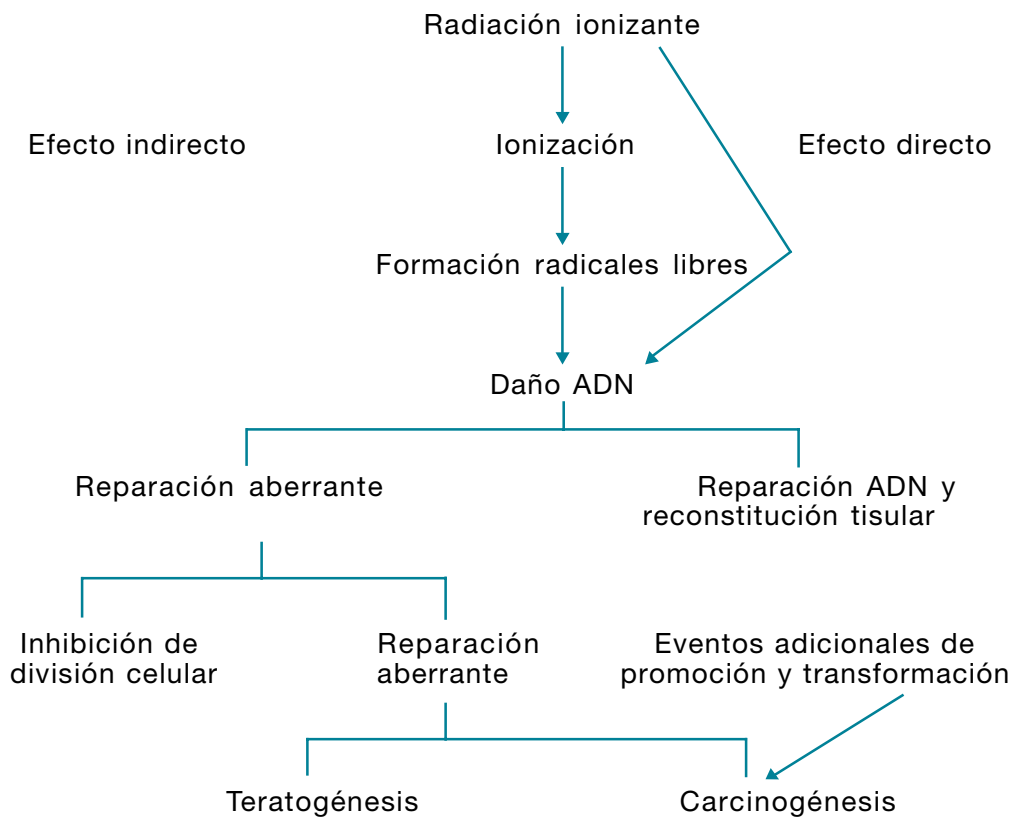 Radiación ionizante
Efecto indirecto
Ionización
Efecto directo
Formación radicales libres
Daño ADN
Reparación aberrante
Reparación ADN y
reconstitución tisular
Inhibición de
división celular
Reparación
aberrante
Eventos adicionales de
promoción y transformación
Teratogénesis
Carcinogénesis